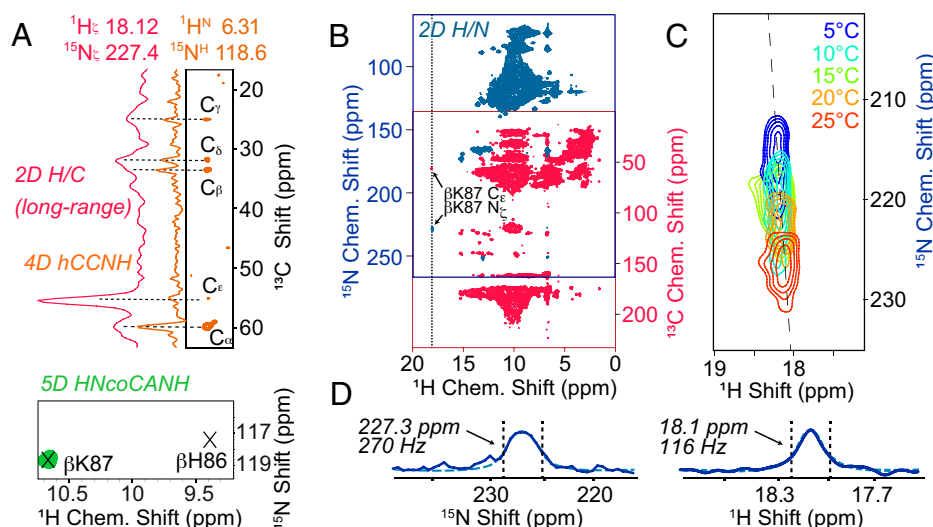 A
¹Hζ 18.12 ¹Hᴺ 6.31
¹⁵Nζ 227.4 ¹⁵Nᴴ 118.6
Cγ
Cδ
Cβ
Cε
Cα
2D H/C
(long-range)
4D hCCNH
20
30
40
50
60
¹³C Shift (ppm)
5D HNcoCANH
βK87
βH86
117
119
¹⁵N Shift (ppm)
10.5 10 9.5
¹H Chem. Shift (ppm)
B
2D H/N
100
150
200
250
¹⁵N Chem. Shift (ppm)
βK87 Cε
βK87 Nζ
50
100
150
200
¹³C Chem. Shift (ppm)
20 15 10 5 0
¹H Chem. Shift (ppm)
C
5°C
10°C
15°C
20°C
25°C
210
220
230
¹⁵N Shift (ppm)
19 18
¹H Shift (ppm)
D
227.3 ppm
270 Hz
230 220
¹⁵N Shift (ppm)
18.1 ppm
116 Hz
18.3 17.7
¹H Shift (ppm)